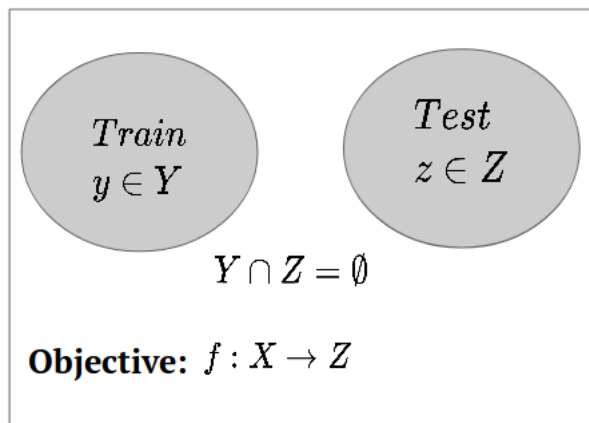 Train
y ∈ Y
Test
z ∈ Z
Y ∩ Z = ∅
Objective: f : X → Z